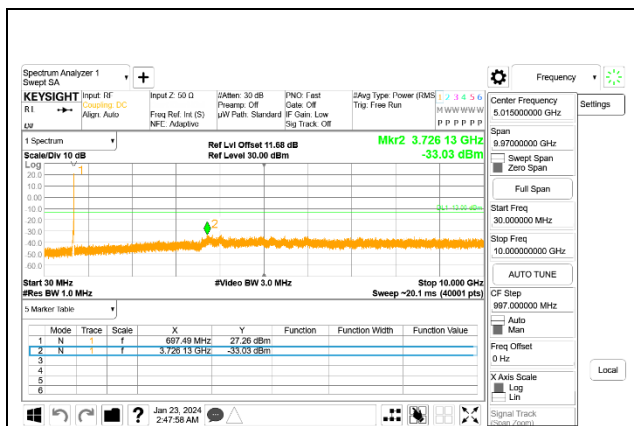 Spectrum Analyzer 1
Swept SA
Frequency
KEYSIGHT
RL
Input: RF
Coupling: DC
Align: Auto
Input Z: 50 Ω
Freq Ref: Int (S)
NFE: Adaptive
#Atten: 30 dB
Preamp: Off
µW Path: Standard
PNO: Fast
Gate: Off
IF Gain: Low
Sig Track: Off
#Avg Type: Power (RMS
Trig: Free Run
1 2 3 4 5 6
M W W W W W
P P P P P P
1 Spectrum
Scale/Div 10 dB
Log
Ref Lvl Offset 11.68 dB
Ref Level 30.00 dBm
Mkr2 3.726 13 GHz
-33.03 dBm
20.0
10.0
0.00
-10.0
-20.0
-30.0
-40.0
-50.0
-60.0
1
2
Start 30 MHz
#Res BW 1.0 MHz
#Video BW 3.0 MHz
Stop 10.000 GHz
Sweep ~20.1 ms (40001 pts)
5 Marker Table
Mode Trace Scale X Y Function Function Width Function Value
1 N 1 f 697.49 MHz 27.26 dBm
2 N 1 f 3.726 13 GHz -33.03 dBm
3
4
5
6
Jan 23, 2024
2:47:58 AM
Center Frequency
5.015000000 GHz
Settings
Span
9.97000000 GHz
Swept Span
Zero Span
Full Span
Start Freq
30.000000 MHz
Stop Freq
10.00000000 GHz
AUTO TUNE
CF Step
997.000000 MHz
Auto
Man
Freq Offset
0 Hz
X Axis Scale
Log
Lin
Signal Track
(Span Zoom)
Local